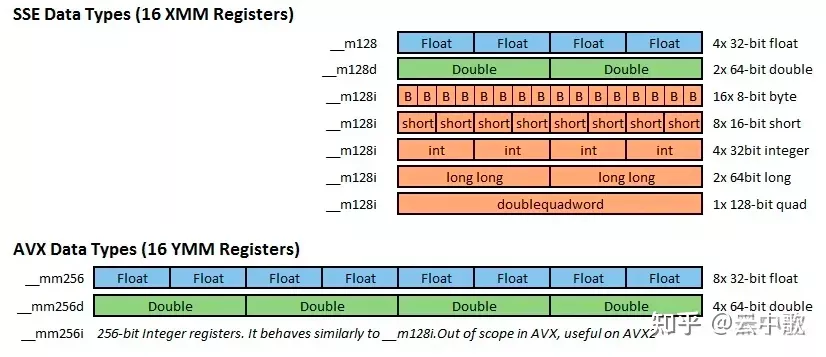 SSE Data Types (16 XMM Registers)
__m128 Float Float Float Float 4x 32-bit float
__m128d Double Double 2x 64-bit double
__m128i B B B B B B B B B B B B B B B B 16x 8-bit byte
__m128i short short short short short short short short 8x 16-bit short
__m128i int int int int 4x 32bit integer
__m128i long long long long 2x 64bit long
__m128i doublequadword 1x 128-bit quad
AVX Data Types (16 YMM Registers)
__mm256 Float Float Float Float Float Float Float Float 8x 32-bit float
__mm256d Double Double Double Double 4x 64-bit double
__mm256i 256-bit Integer registers. It behaves similarly to __m128i.Out of scope in AVX, useful on AVX2
知乎 @云中歌